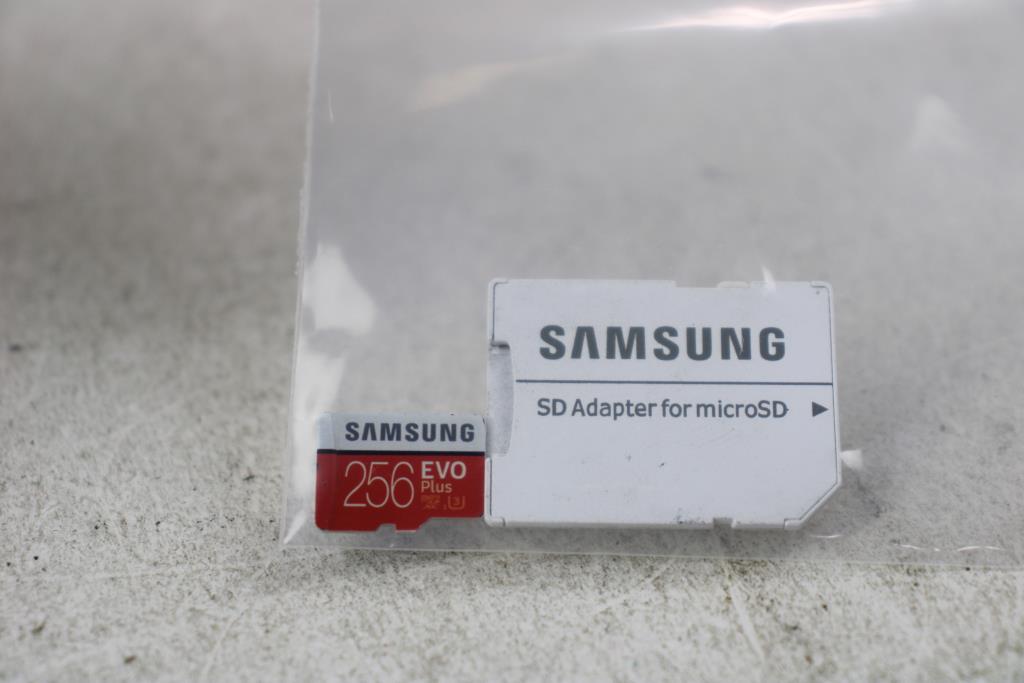 SAMSUNG
SD Adapter for microSD
SAMSUNG
256
EVO
Plus